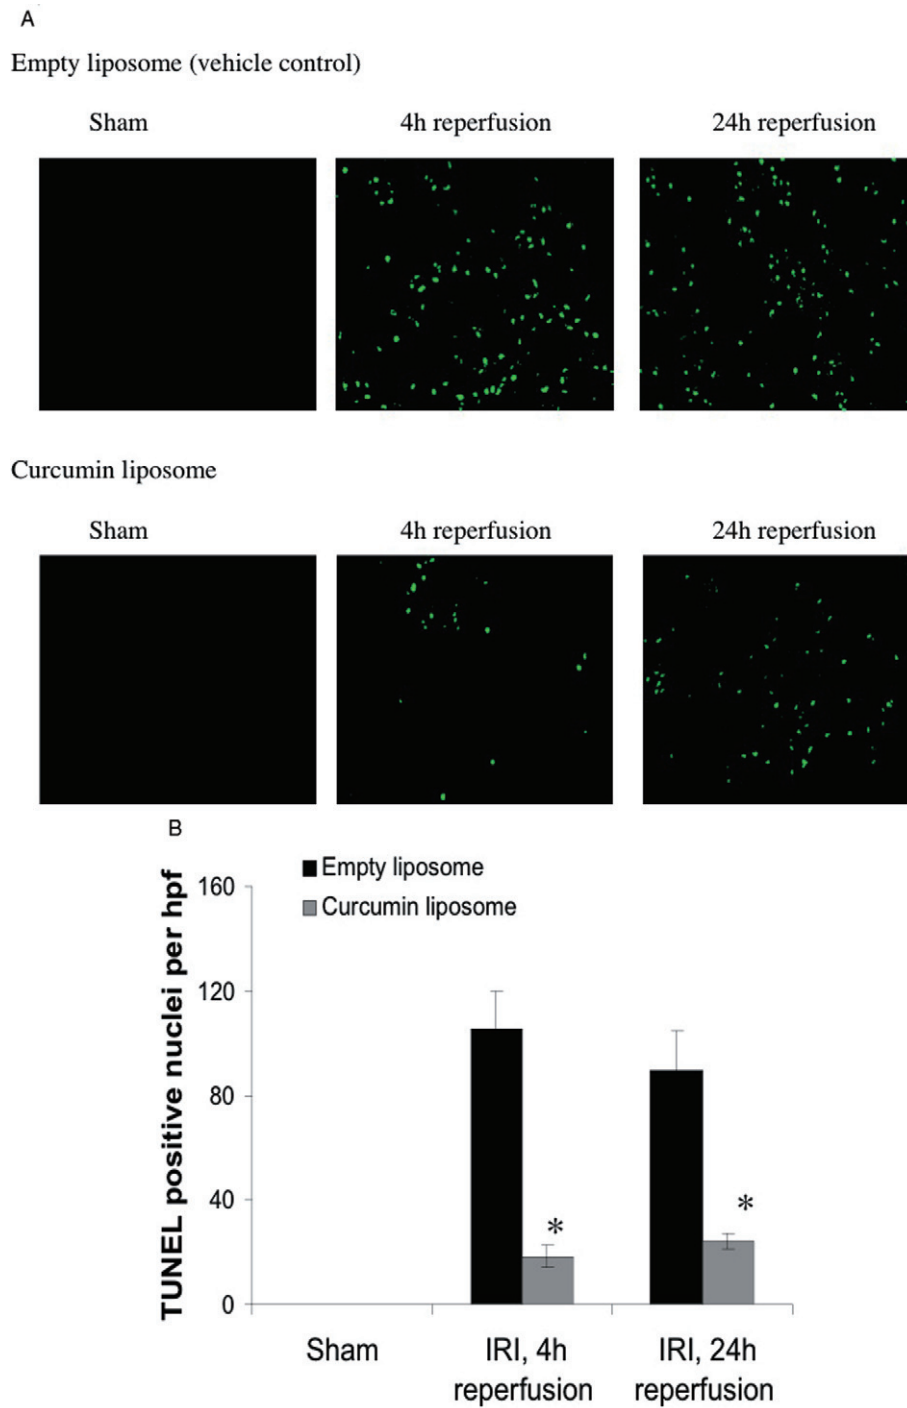 A
Empty liposome (vehicle control)
Sham 4h reperfusion 24h reperfusion
Curcumin liposome
Sham 4h reperfusion 24h reperfusion
B
Empty liposome
Curcumin liposome
TUNEL positive nuclei per hpf
160
120
80
40
0
*
*
Sham IRI, 4h IRI, 24h
reperfusion reperfusion